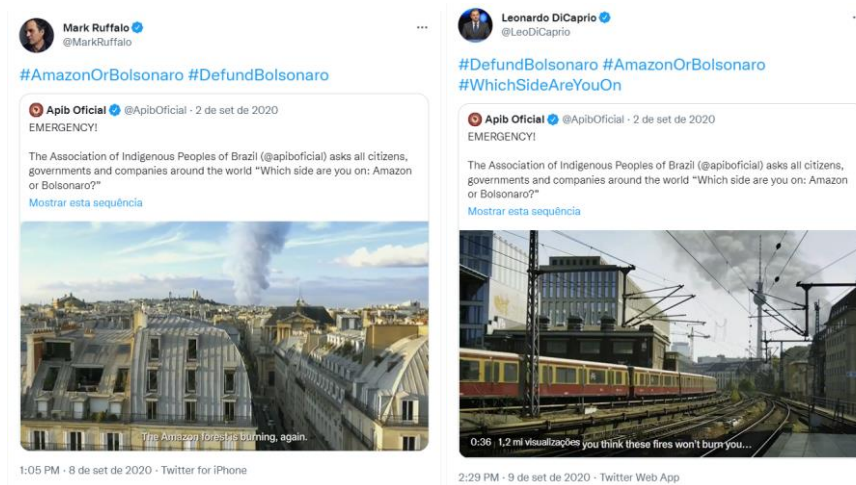 Mark Ruffalo
@MarkRuffalo
#AmazonOrBolsonaro #DefundBolsonaro
Apib Oficial @ApibOficial · 2 de set de 2020
EMERGENCY!
The Association of Indigenous Peoples of Brazil (@apiboficial) asks all citizens,
governments and companies around the world “Which side are you on: Amazon
or Bolsonaro?”
Mostrar esta sequência
The Amazon forest is burning, again.
1:05 PM · 8 de set de 2020 · Twitter for iPhone
Leonardo DiCaprio
@LeoDiCaprio
#DefundBolsonaro #AmazonOrBolsonaro
#WhichSideAreYouOn
Apib Oficial @ApibOficial · 2 de set de 2020
EMERGENCY!
The Association of Indigenous Peoples of Brazil (@apiboficial) asks all citizens,
governments and companies around the world “Which side are you on: Amazon
or Bolsonaro?”
Mostrar esta sequência
0:36 1,2 mi visualizações you think these fires won't burn you...
2:29 PM · 9 de set de 2020 · Twitter Web App